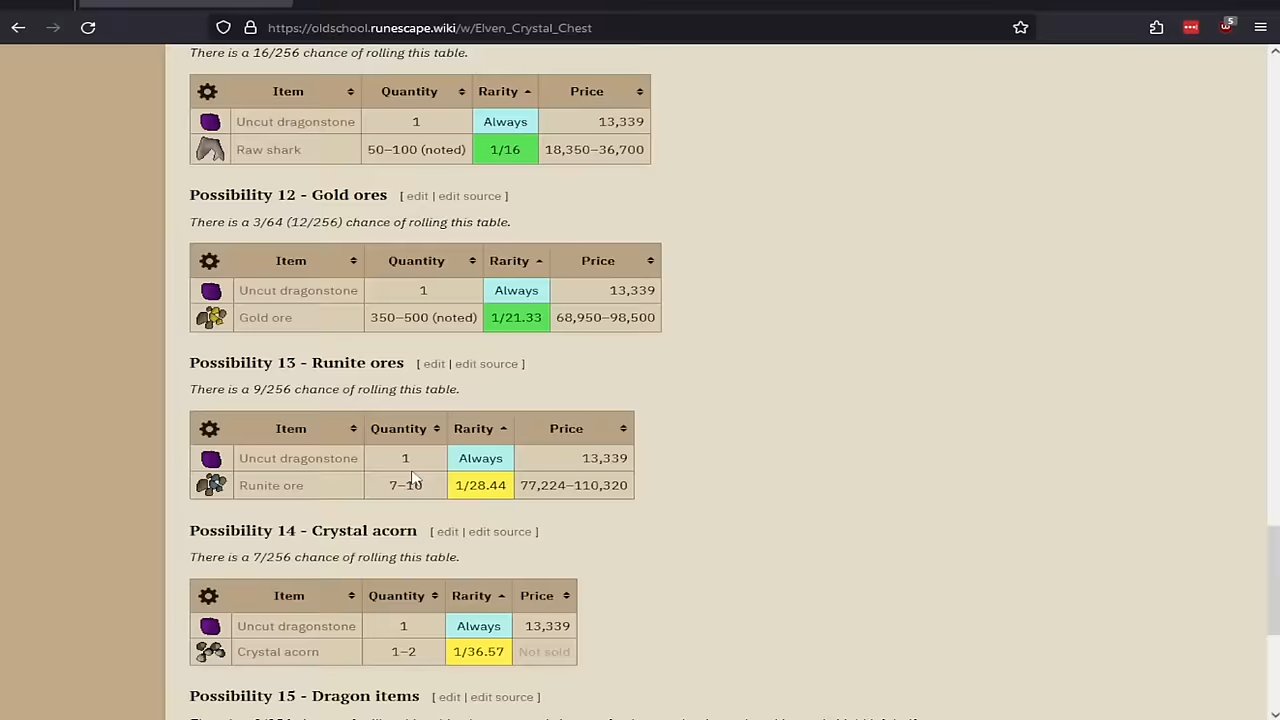 https://oldschool.runescape.wiki/w/Elven_Crystal_Chest
5
There is a 16/256 chance of rolling this table.
Item Quantity Rarity Price
Uncut dragonstone 1 Always 13,339
Raw shark 50–100 (noted) 1/16 18,350–36,700
Possibility 12 - Gold ores [ edit | edit source ]
There is a 3/64 (12/256) chance of rolling this table.
Item Quantity Rarity Price
Uncut dragonstone 1 Always 13,339
Gold ore 350–500 (noted) 1/21.33 68,950–98,500
Possibility 13 - Runite ores [ edit | edit source ]
There is a 9/256 chance of rolling this table.
Item Quantity Rarity Price
Uncut dragonstone 1 Always 13,339
Runite ore 7–10 1/28.44 77,224–110,320
Possibility 14 - Crystal acorn [ edit | edit source ]
There is a 7/256 chance of rolling this table.
Item Quantity Rarity Price
Uncut dragonstone 1 Always 13,339
Crystal acorn 1–2 1/36.57 Not sold
Possibility 15 - Dragon items [ edit | edit source ]